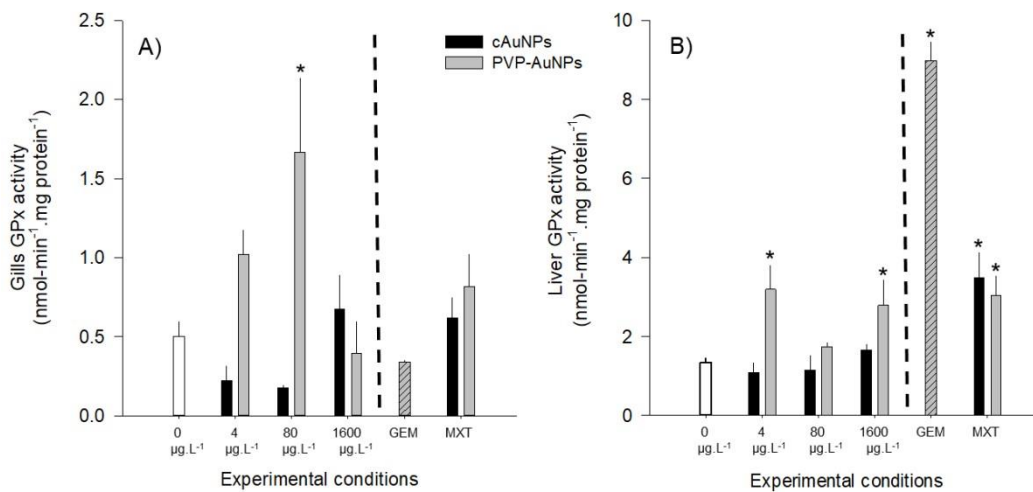 A)
cAuNPs
PVP-AuNPs
Gills GPx activity
(nmol-min⁻¹.mg protein⁻¹)
2.5
2.0
1.5
1.0
0.5
0.0
*
0
µg.L⁻¹
4
µg.L⁻¹
80
µg.L⁻¹
1600
µg.L⁻¹
GEM
MXT
Experimental conditions
B)
Liver GPx activity
(nmol-min⁻¹.mg protein⁻¹)
10
8
6
4
2
0
*
*
*
*
*
0
µg.L⁻¹
4
µg.L⁻¹
80
µg.L⁻¹
1600
µg.L⁻¹
GEM
MXT
Experimental conditions